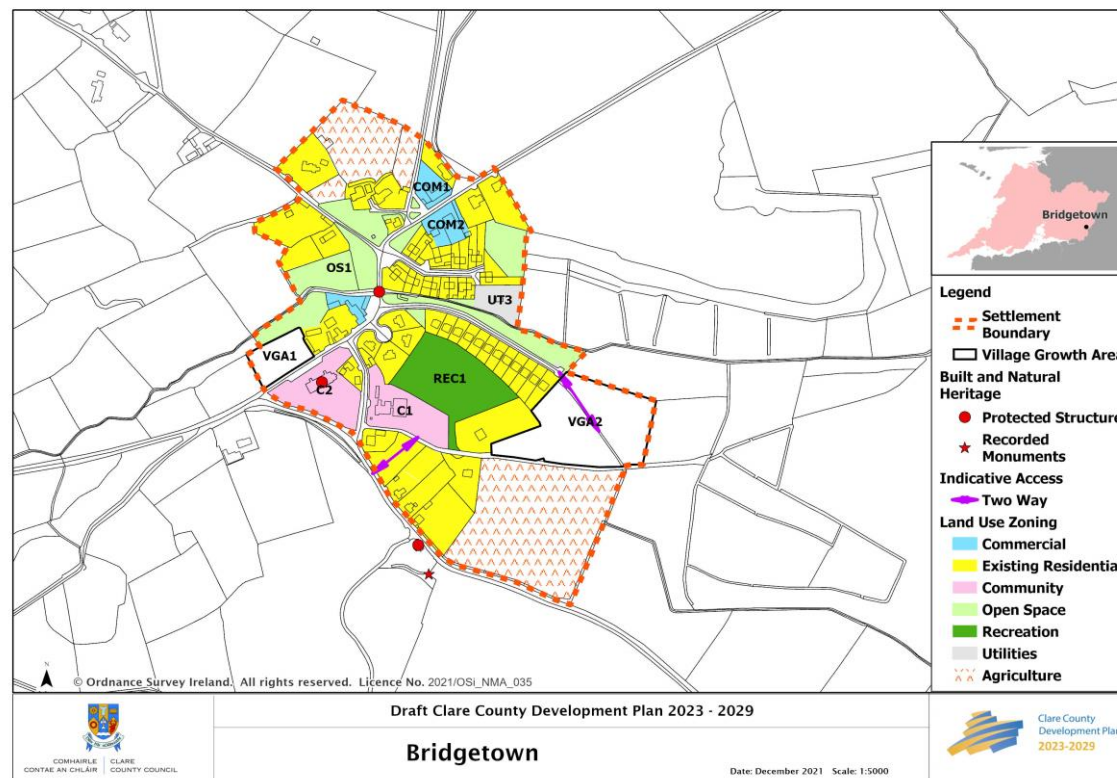 COM1
COM2
OS1
UT3
VGA1
C2
C1
REC1
VGA2
N
© Ordnance Survey Ireland. All rights reserved. Licence No. 2021/OSi_NMA_035
Bridgetown
Legend
Settlement
Boundary
Village Growth Area
Built and Natural
Heritage
Protected Structure
Recorded
Monuments
Indicative Access
Two Way
Land Use Zoning
Commercial
Existing Residential
Community
Open Space
Recreation
Utilities
Agriculture
COMHAIRLE
CONTAE AN CHLÁIR
CLARE
COUNTY COUNCIL
Draft Clare County Development Plan 2023 - 2029
Bridgetown
Date: December 2021 Scale: 1:5000
Clare County
Development Plan
2023-2029